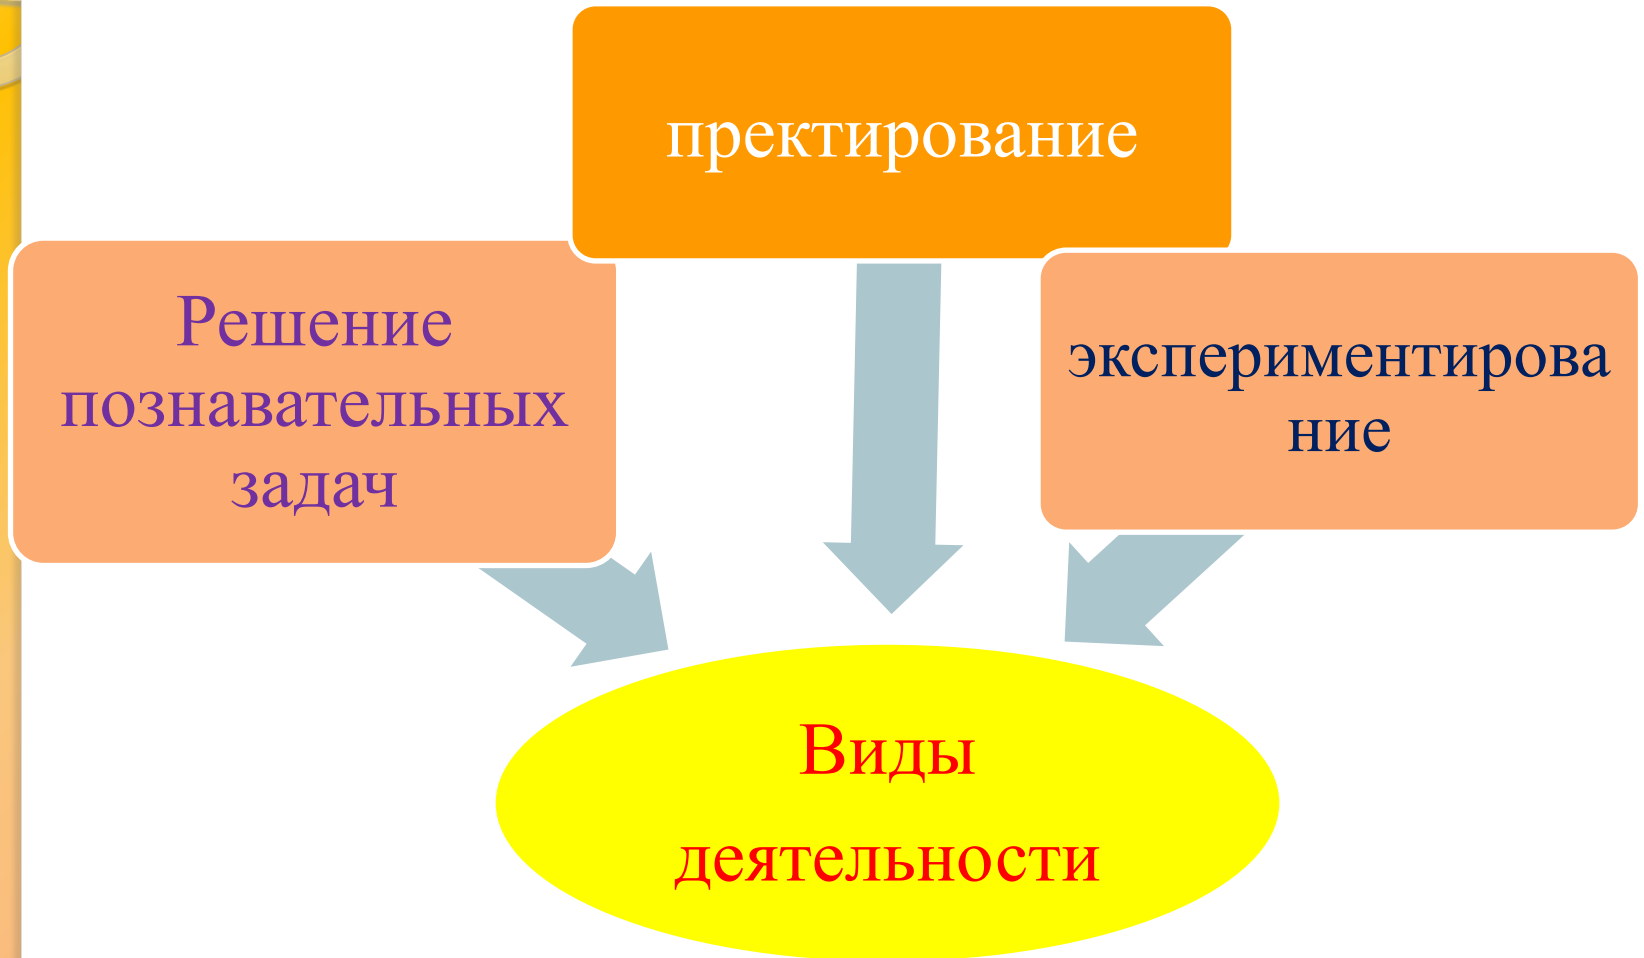 пректирование
Решение
познавательных
задач
экспериментирова
ние
Виды
деятельности